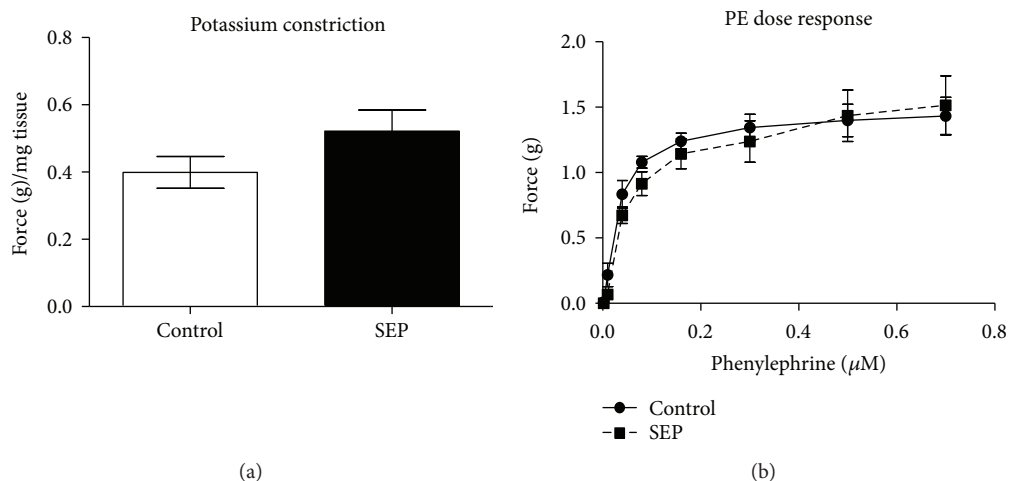 Potassium constriction
0.8
0.6
0.4
0.2
0.0
Force (g)/mg tissue
Control SEP
(a)
PE dose response
2.0
1.5
1.0
0.5
0.0
Force (g)
0.0 0.2 0.4 0.6 0.8
Phenylephrine (μM)
Control
SEP
(b)